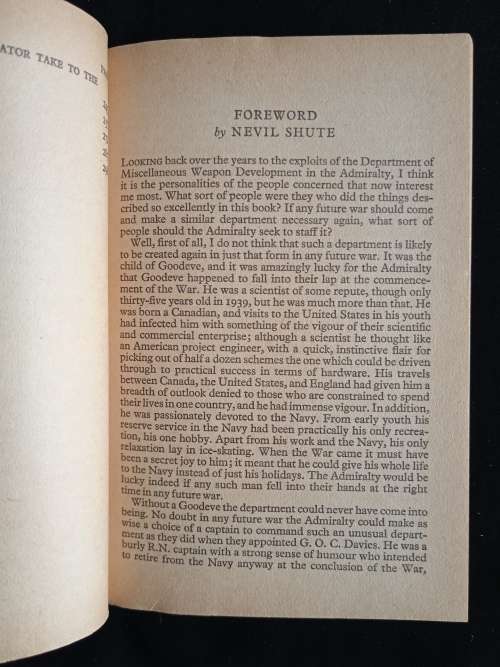 ATOR TAKE TO THE
FOREWORD
by NEVIL SHUTE
LOOKING back over the years to the exploits of the Department of
Miscellaneous Weapon Development in the Admiralty, I think
it is the personalities of the people concerned that now interest
me most. What sort of people were they who did the things des-
cribed so excellently in this book? If any future war should come
and make a similar department necessary again, what sort of
people should the Admiralty seek to staff it?
Well, first of all, I do not think that such a department is likely
to be created again in just that form in any future war. It was the
child of Goodeve, and it was amazingly lucky for the Admiralty
that Goodeve happened to fall into their lap at the commence-
ment of the War. He was a scientist of some repute, though only
thirty-five years old in 1939, but he was much more than that. He
was born a Canadian, and visits to the United States in his youth
had infected him with something of the vigour of their scientific
and commercial enterprise; although a scientist he thought like
an American project engineer, with a quick, instinctive flair for
picking out of half a dozen schemes the one which could be driven
through to practical success in terms of hardware. His travels
between Canada, the United States, and England had given him a
breadth of outlook denied to those who are constrained to spend
their lives in one country, and he had immense vigour. In addition,
he was passionately devoted to the Navy. From early youth his
reserve service in the Navy had been practically his only recrea-
tion, his one hobby. Apart from his work and the Navy, his only
relaxation lay in ice-skating. When the War came it must have
been a secret joy to him; it meant that he could give his whole life
to the Navy instead of just his holidays. The Admiralty would be
lucky indeed if any such man fell into their hands at the right
time in any future war.
Without a Goodeve the department could never have come into
being. No doubt in any future war the Admiralty could make as
wise a choice of a captain to command such an unusual depart-
ment as they did when they appointed G. O. C. Davies. He was a
burly R.N. captain with a strong sense of humour who intended
to retire from the Navy anyway at the conclusion of the War,